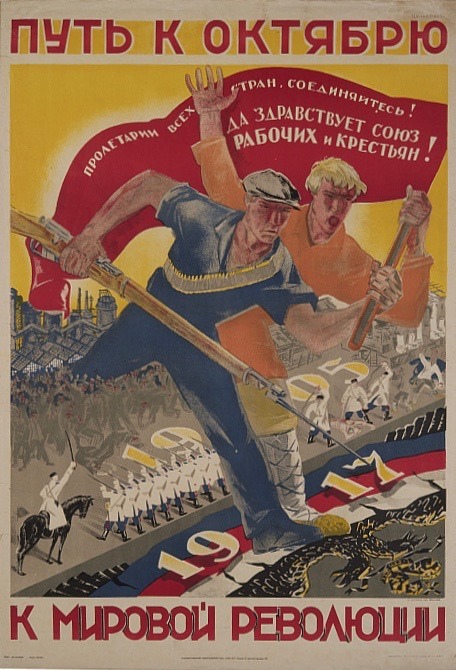 ПУТЬ К ОКТЯБРЮ
ПРОЛЕТАРИИ ВСЕХ СТРАН, СОЕДИНЯЙТЕСЬ!
ДА ЗДРАВСТВУЕТ СОЮЗ
РАБОЧИХ и КРЕСТЬЯН!
1905
1917
К МИРОВОЙ РЕВОЛЮЦИИ